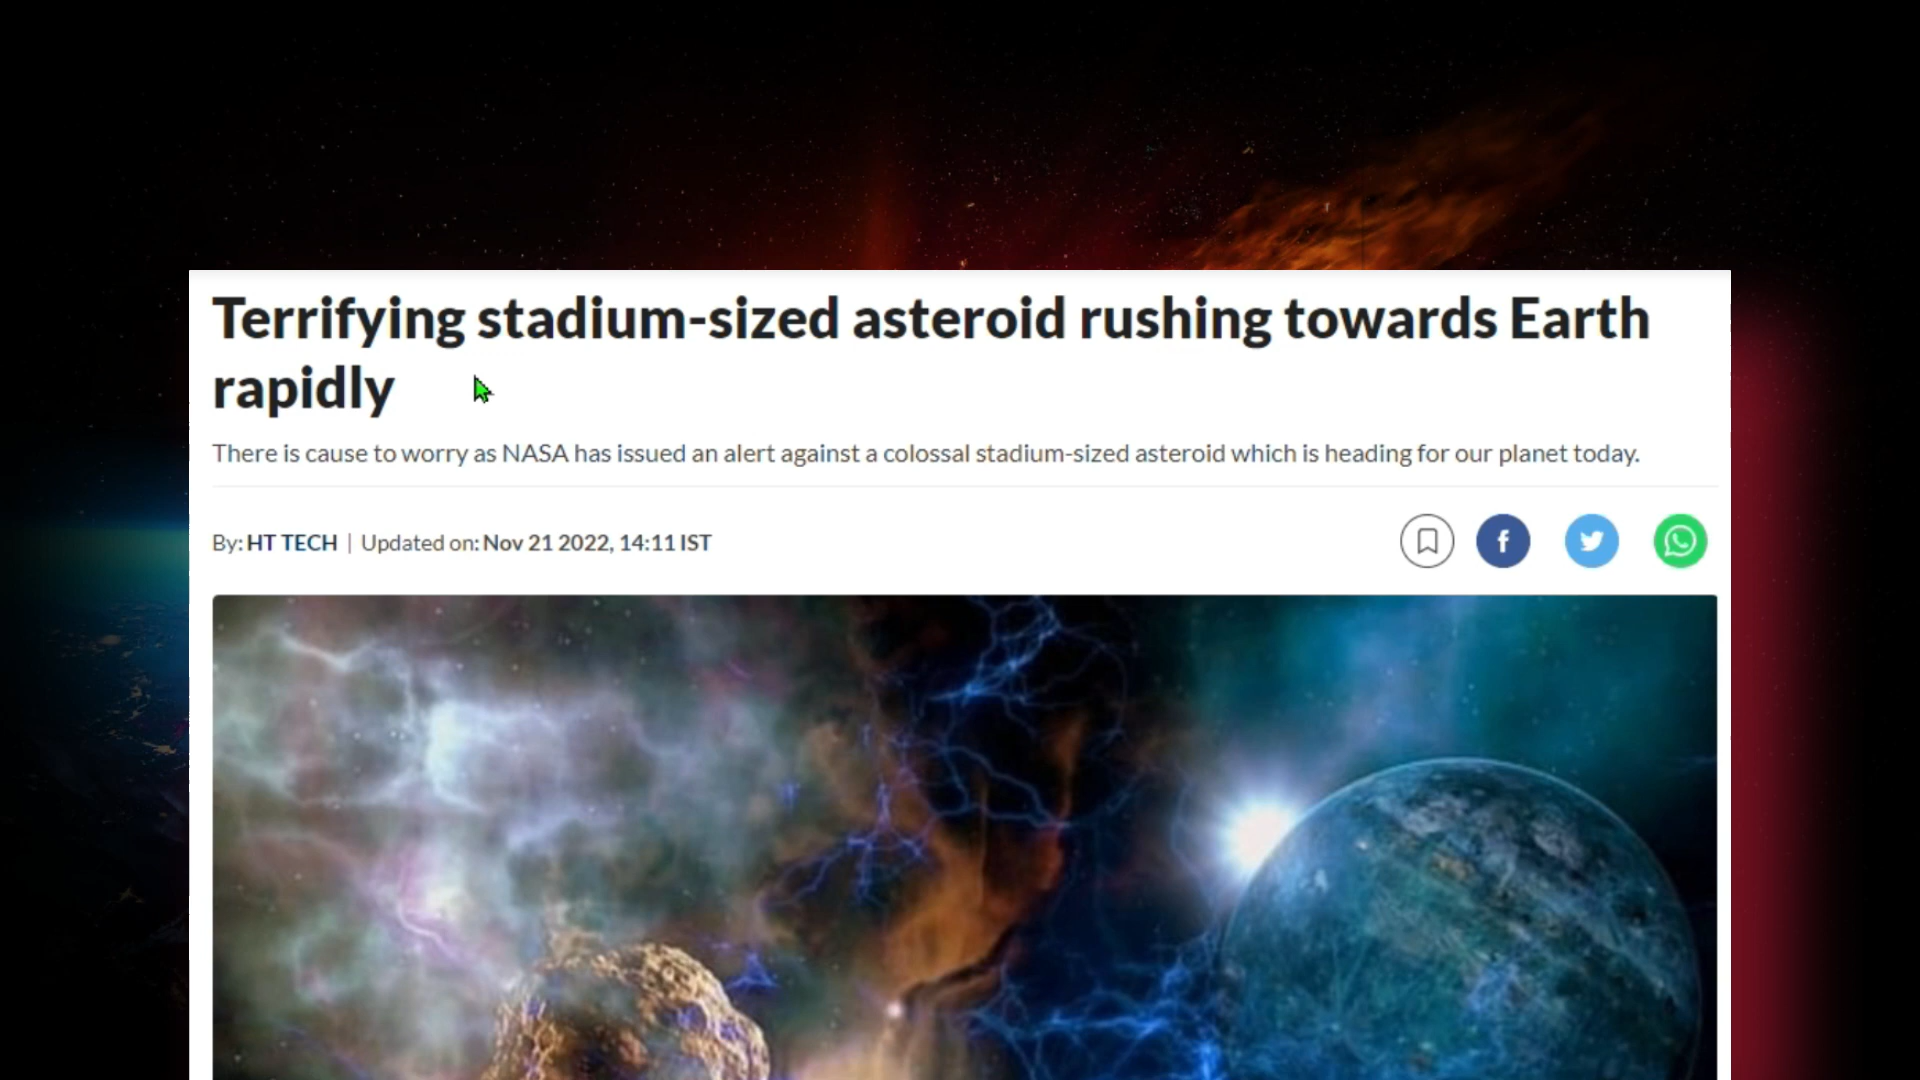 Terrifying stadium-sized asteroid rushing towards Earth
rapidly
There is cause to worry as NASA has issued an alert against a colossal stadium-sized asteroid which is heading for our planet today.
By: HT TECH | Updated on: Nov 21 2022, 14:11 IST